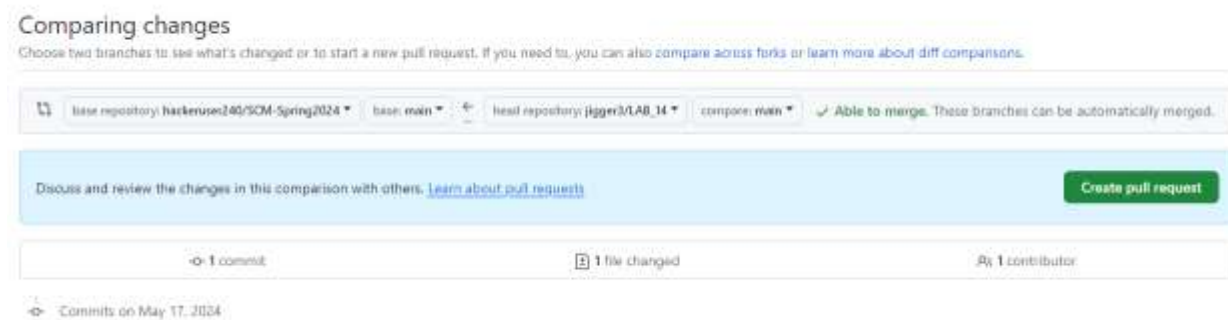 Comparing changes
Choose two branches to see what's changed or to start a new pull request. If you need to, you can also compare across forks or learn more about diff comparisons.
base repository: hackeruser240/SCM-Spring2024 base: main head repository: jigger3/LAB_14 compare: main Able to merge. These branches can be automatically merged.
Discuss and review the changes in this comparison with others. Learn about pull requests
Create pull request
1 commit 1 file changed 1 contributor
Commits on May 17, 2024